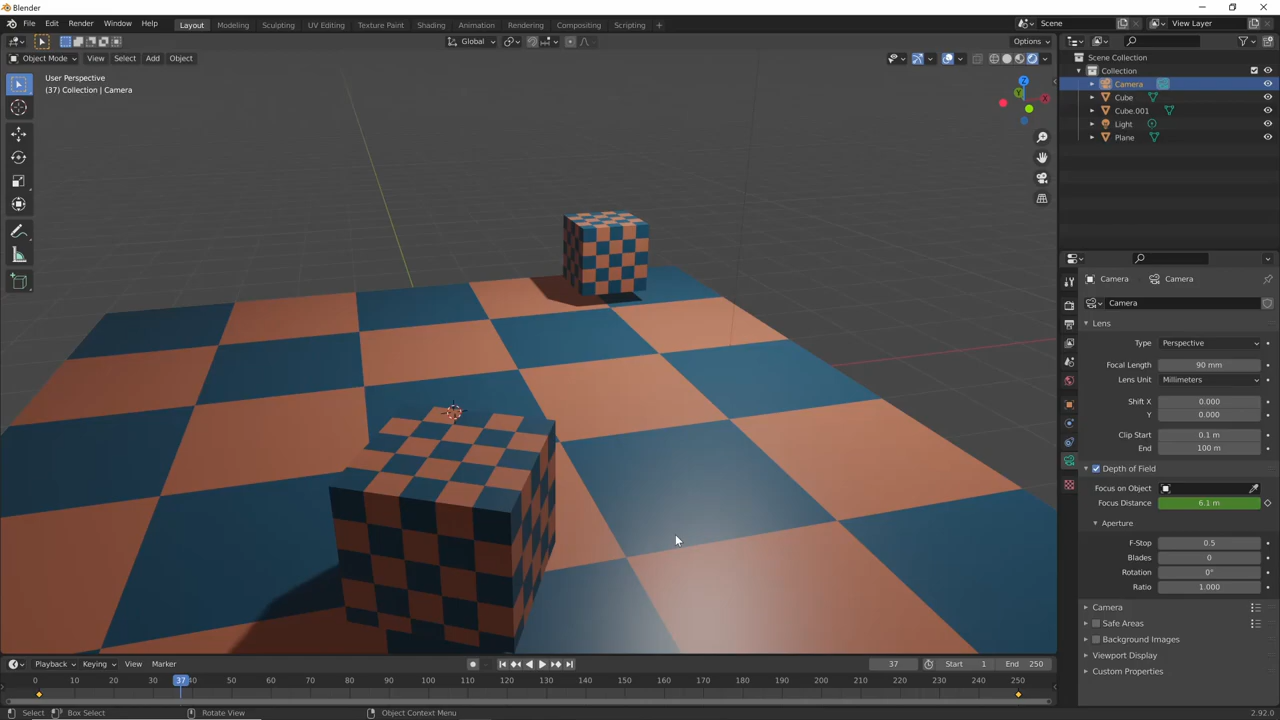 Blender
File Edit Render Window Help Layout Modeling Sculpting UV Editing Texture Paint Shading Animation Rendering Compositing Scripting + Scene View Layer
Global Options
Object Mode View Select Add Object
User Perspective
(37) Collection | Camera
Z
Y
X
Scene Collection
Collection
Camera
Cube
Cube.001
Light
Plane
Camera Camera
Camera
Lens
Type Perspective
Focal Length 90 mm
Lens Unit Millimeters
Shift X 0.000
Y 0.000
Clip Start 0.1 m
End 100 m
Depth of Field
Focus on Object
Focus Distance 6.1 m
Aperture
F-Stop 0.5
Blades 0
Rotation 0°
Ratio 1.000
Camera
Safe Areas
Background Images
Viewport Display
Custom Properties
Playback Keying View Marker 37 Start 1 End 250
0 10 20 30 37 40 50 60 70 80 90 100 110 120 130 140 150 160 170 180 190 200 210 220 230 240 250
Select Box Select Rotate View Object Context Menu 2.92.0